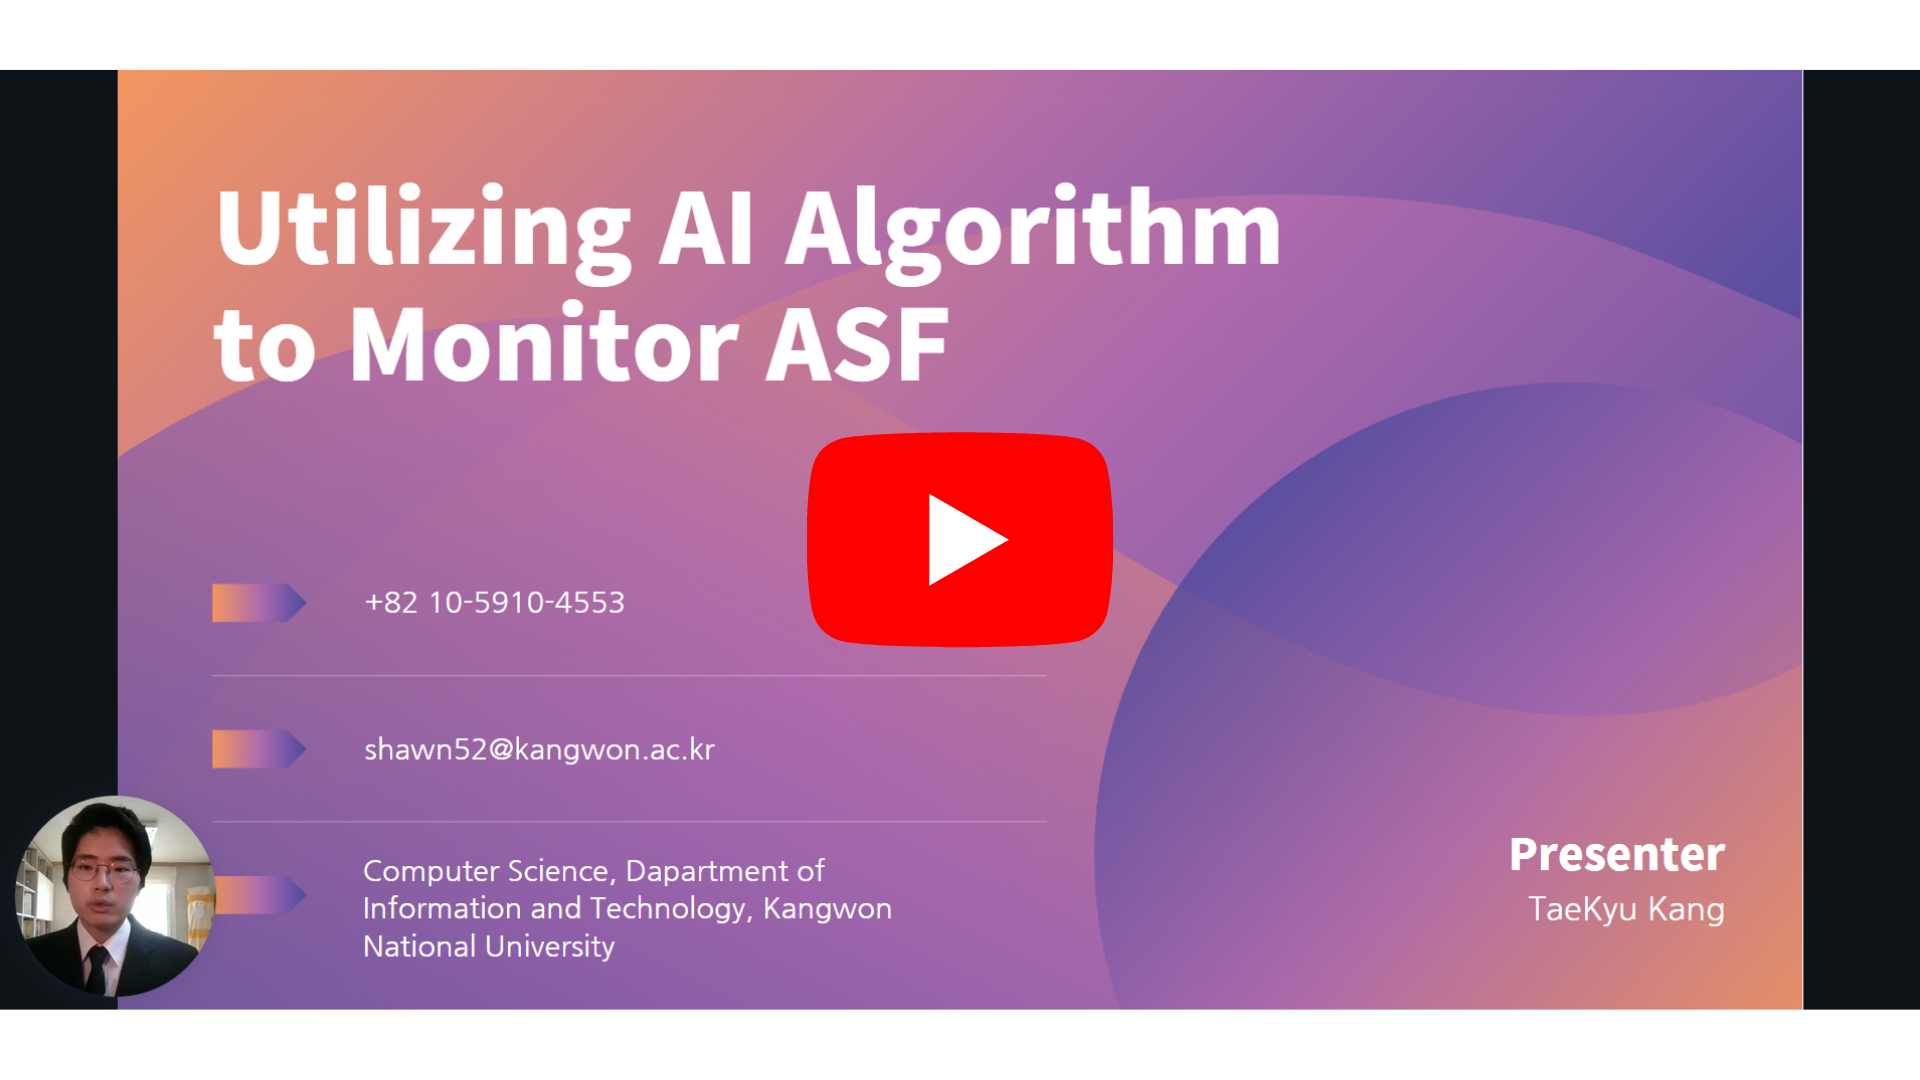 Utilizing AI Algorithm
to Monitor ASF
+82 10-5910-4553
shawn52@kangwon.ac.kr
Computer Science, Dapartment of
Information and Technology, Kangwon
National University
Presenter
TaeKyu Kang